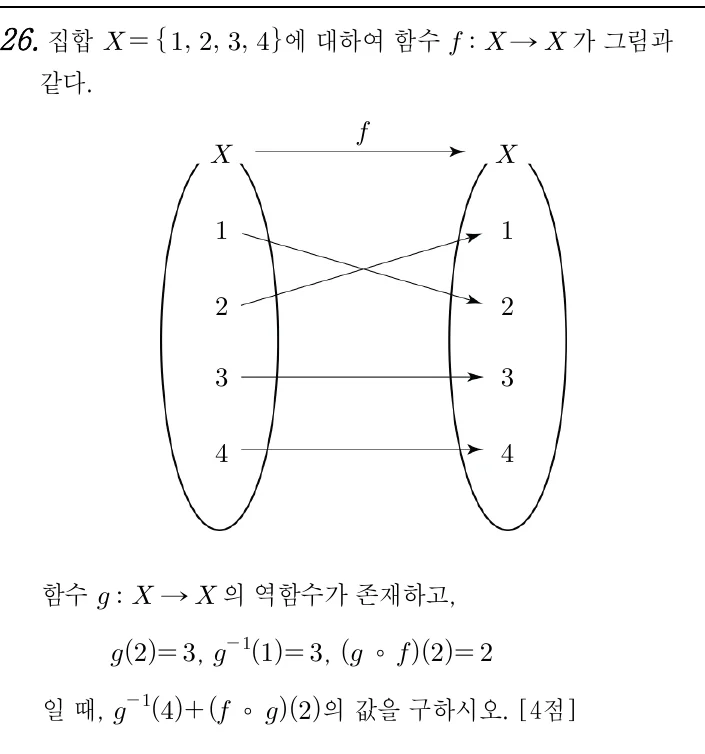 26. 집합 X={1, 2, 3, 4}에 대하여 함수 f : X→X가 그림과
같다.
f
X X
1 1
2 2
3 3
4 4
함수 g : X→X의 역함수가 존재하고,
g(2)=3, g⁻¹(1)=3, (g ∘ f)(2)=2
일 때, g⁻¹(4)+(f ∘ g)(2)의 값을 구하시오. [4점]